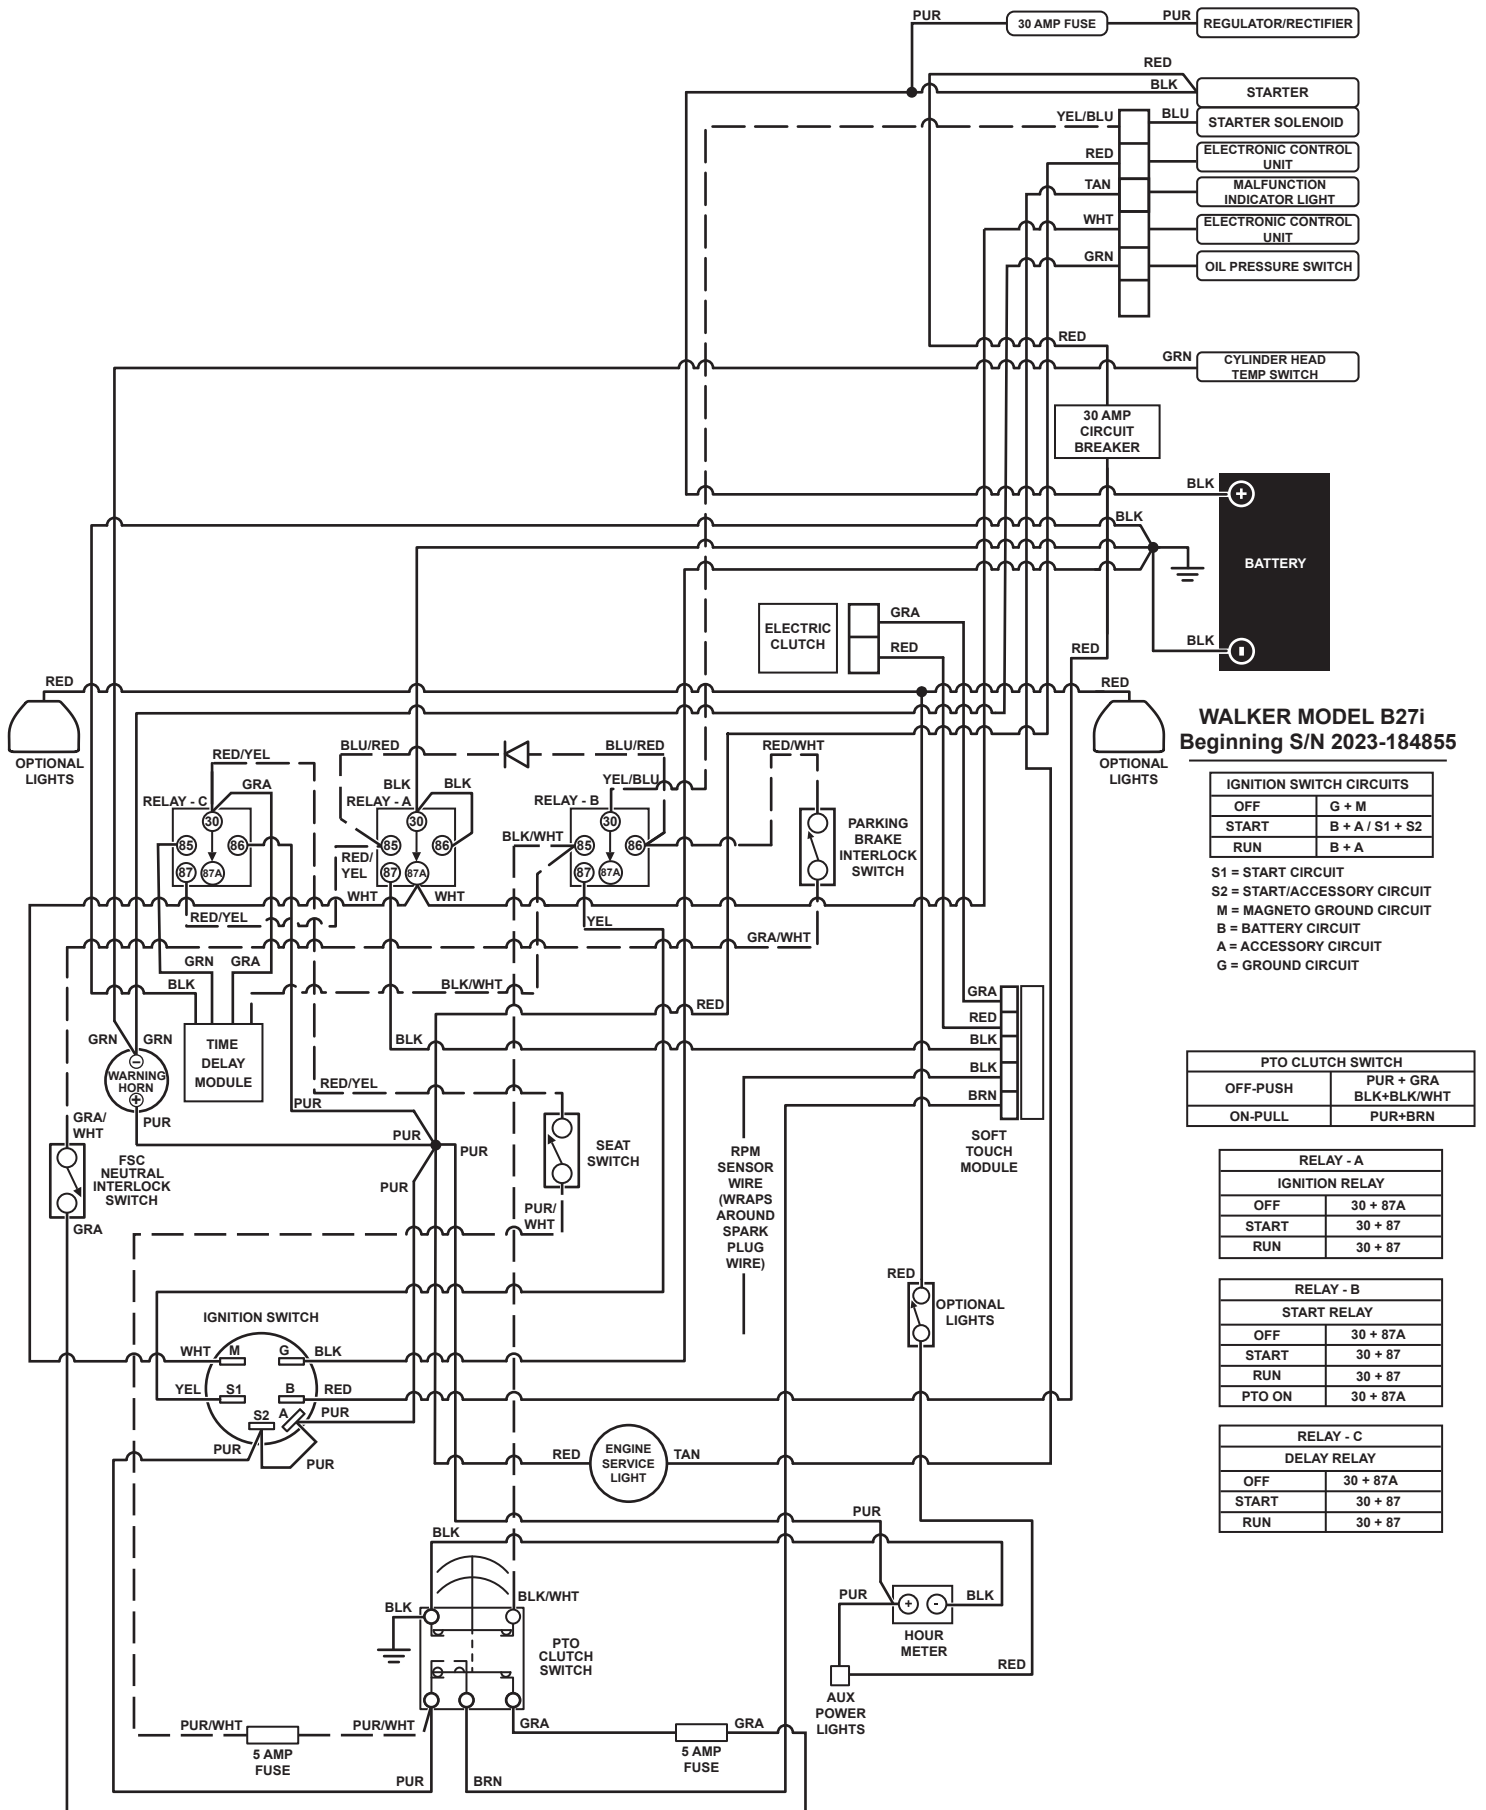 PUR
30 AMP FUSE
PUR
REGULATOR/RECTIFIER
RED
BLK
STARTER
YEL/BLU
BLU
STARTER SOLENOID
RED
ELECTRONIC CONTROL
UNIT
TAN
MALFUNCTION
INDICATOR LIGHT
WHT
ELECTRONIC CONTROL
UNIT
GRN
OIL PRESSURE SWITCH
RED
GRN
CYLINDER HEAD
TEMP SWITCH
30 AMP
CIRCUIT
BREAKER
BLK
+
BLK
BATTERY
ELECTRIC
CLUTCH
GRA
RED
RED
BLK
-
RED
RED
OPTIONAL
LIGHTS
OPTIONAL
LIGHTS
WALKER MODEL B27i
Beginning S/N 2023-184855
IGNITION SWITCH CIRCUITS
OFF G + M
START B + A / S1 + S2
RUN B + A
S1 = START CIRCUIT
S2 = START/ACCESSORY CIRCUIT
M = MAGNETO GROUND CIRCUIT
B = BATTERY CIRCUIT
A = ACCESSORY CIRCUIT
G = GROUND CIRCUIT
RED/YEL
GRA
RELAY - C
30
85
86
87
87A
BLU/RED
BLU/RED
BLK
BLK
RELAY - A
30
85
86
87
87A
RED/
YEL
YEL/BLU
RELAY - B
BLK/WHT
30
85
86
87
87A
RED/WHT
PARKING
BRAKE
INTERLOCK
SWITCH
WHT
WHT
RED/YEL
YEL
GRA/WHT
GRN
GRA
BLK
BLK/WHT
RED
GRA
RED
BLK
BLK
BRN
SOFT
TOUCH
MODULE
GRN
GRN
TIME
DELAY
MODULE
BLK
-
WARNING
HORN
+
PUR
RED/YEL
PUR
PUR
PUR
PUR
GRA/
WHT
FSC
NEUTRAL
INTERLOCK
SWITCH
GRA
SEAT
SWITCH
PUR/
WHT
RPM
SENSOR
WIRE
(WRAPS
AROUND
SPARK
PLUG
WIRE)
PTO CLUTCH SWITCH
OFF-PUSH PUR + GRA
BLK+BLK/WHT
ON-PULL PUR+BRN
RELAY - A
IGNITION RELAY
OFF 30 + 87A
START 30 + 87
RUN 30 + 87
RELAY - B
START RELAY
OFF 30 + 87A
START 30 + 87
RUN 30 + 87
PTO ON 30 + 87A
RELAY - C
DELAY RELAY
OFF 30 + 87A
START 30 + 87
RUN 30 + 87
RED
OPTIONAL
LIGHTS
IGNITION SWITCH
WHT
M
G
BLK
YEL
S1
B
RED
S2
A
PUR
PUR
PUR
RED
ENGINE
SERVICE
LIGHT
TAN
PUR
BLK
BLK/WHT
BLK
PTO
CLUTCH
SWITCH
PUR
+
-
BLK
HOUR
METER
RED
AUX
POWER
LIGHTS
PUR/WHT
5 AMP
FUSE
PUR/WHT
GRA
5 AMP
FUSE
GRA
PUR
BRN